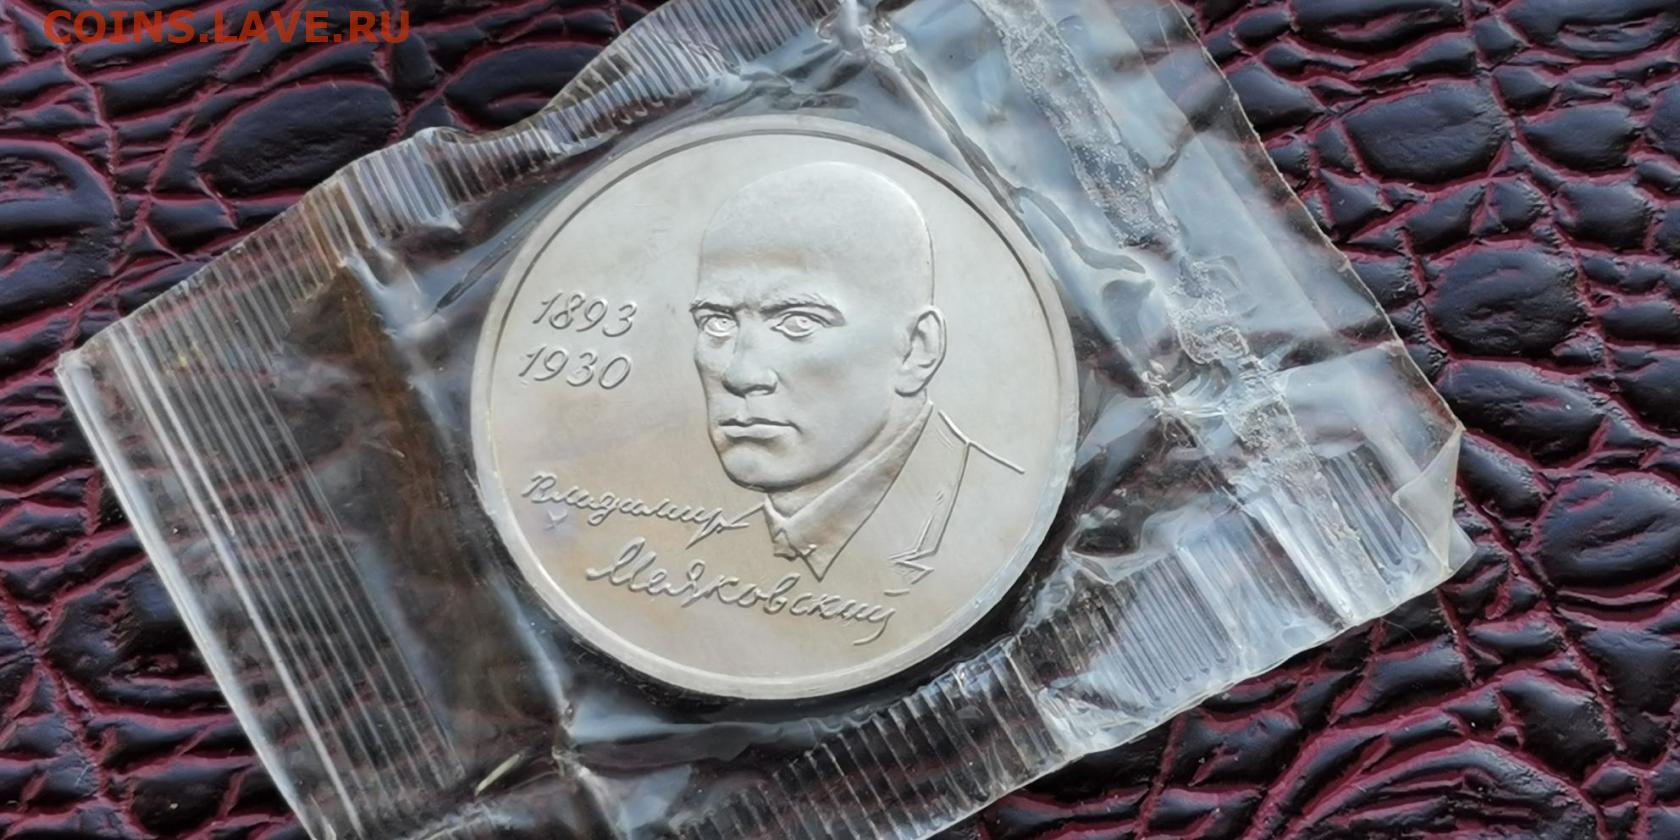 COINS.LAVE.RU
1893
1930
Владимир
Маяковский